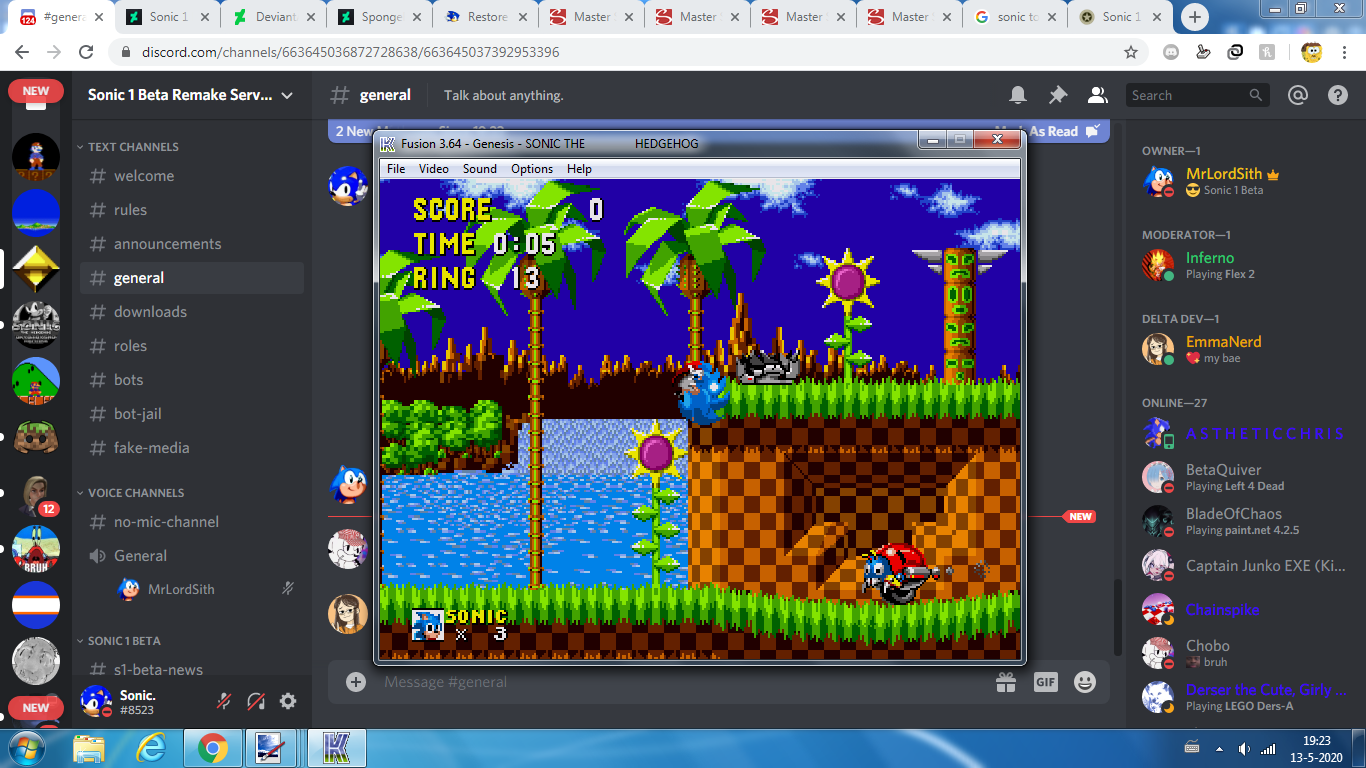 #genera
Sonic 1
Deviant
Sponge
Restore
Master
Master
Master
Master
sonic to
Sonic 1
124
discord.com/channels/663645036872728638/663645037392953396
NEW
Sonic 1 Beta Remake Serv...
# general
Talk about anything.
Search
TEXT CHANNELS
# welcome
# rules
# announcements
# general
# downloads
# roles
# bots
# bot-jail
# fake-media
VOICE CHANNELS
# no-mic-channel
General
MrLordSith
SONIC 1 BETA
# s1-beta-news
12
BRUH
NEW
Sonic.
#8523
2 New
As Read
Fusion 3.64 - Genesis - SONIC THE HEDGEHOG
File Video Sound Options Help
SCORE 0
TIME 0:05
RING 13
SONIC
x 3
NEW
Message #general
GIF
OWNER—1
MrLordSith
Sonic 1 Beta
MODERATOR—1
Inferno
Playing Flex 2
DELTA DEV—1
EmmaNerd
my bae
ONLINE—27
A S T H E T I C C H R I S
BetaQuiver
Playing Left 4 Dead
BladeOfChaos
Playing paint.net 4.2.5
Captain Junko EXE (Ki...
Chainspike
Chobo
bruh
Derser the Cute, Girly ...
Playing LEGO Ders-A
19:23
13-5-2020